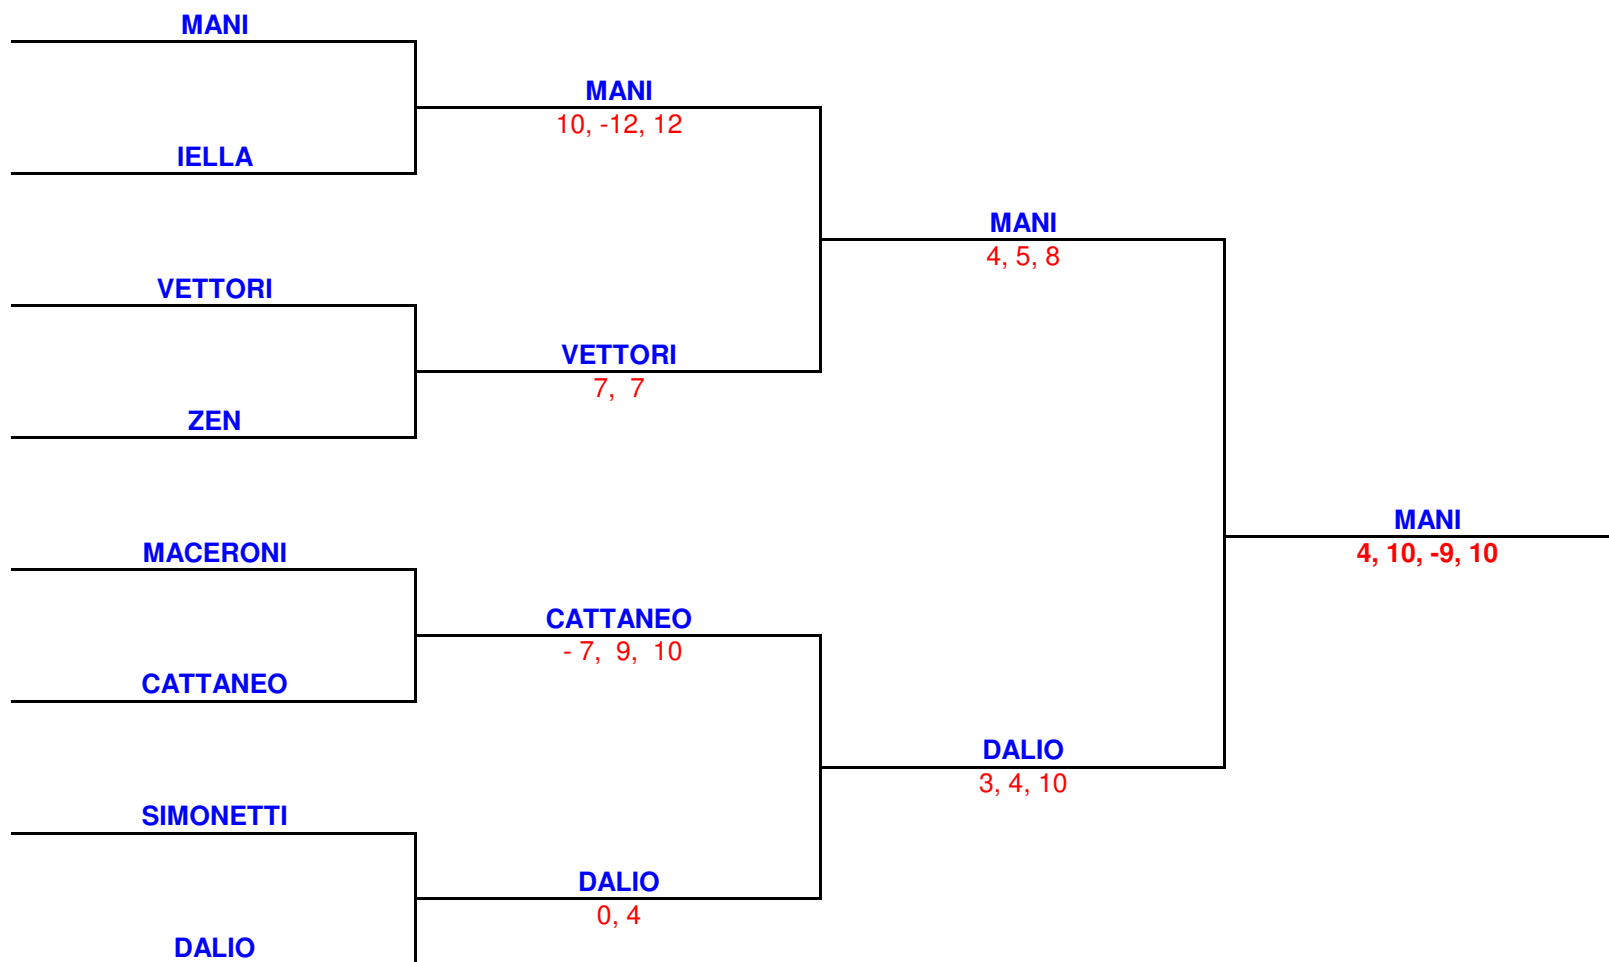 MANI
MANI
10, -12, 12
IELLA
MANI
4, 5, 8
VETTORI
VETTORI
7,  7
ZEN
MANI
4, 10, -9, 10
MACERONI
CATTANEO
- 7,  9,  10
CATTANEO
DALIO
3, 4, 10
SIMONETTI
DALIO
0, 4
DALIO